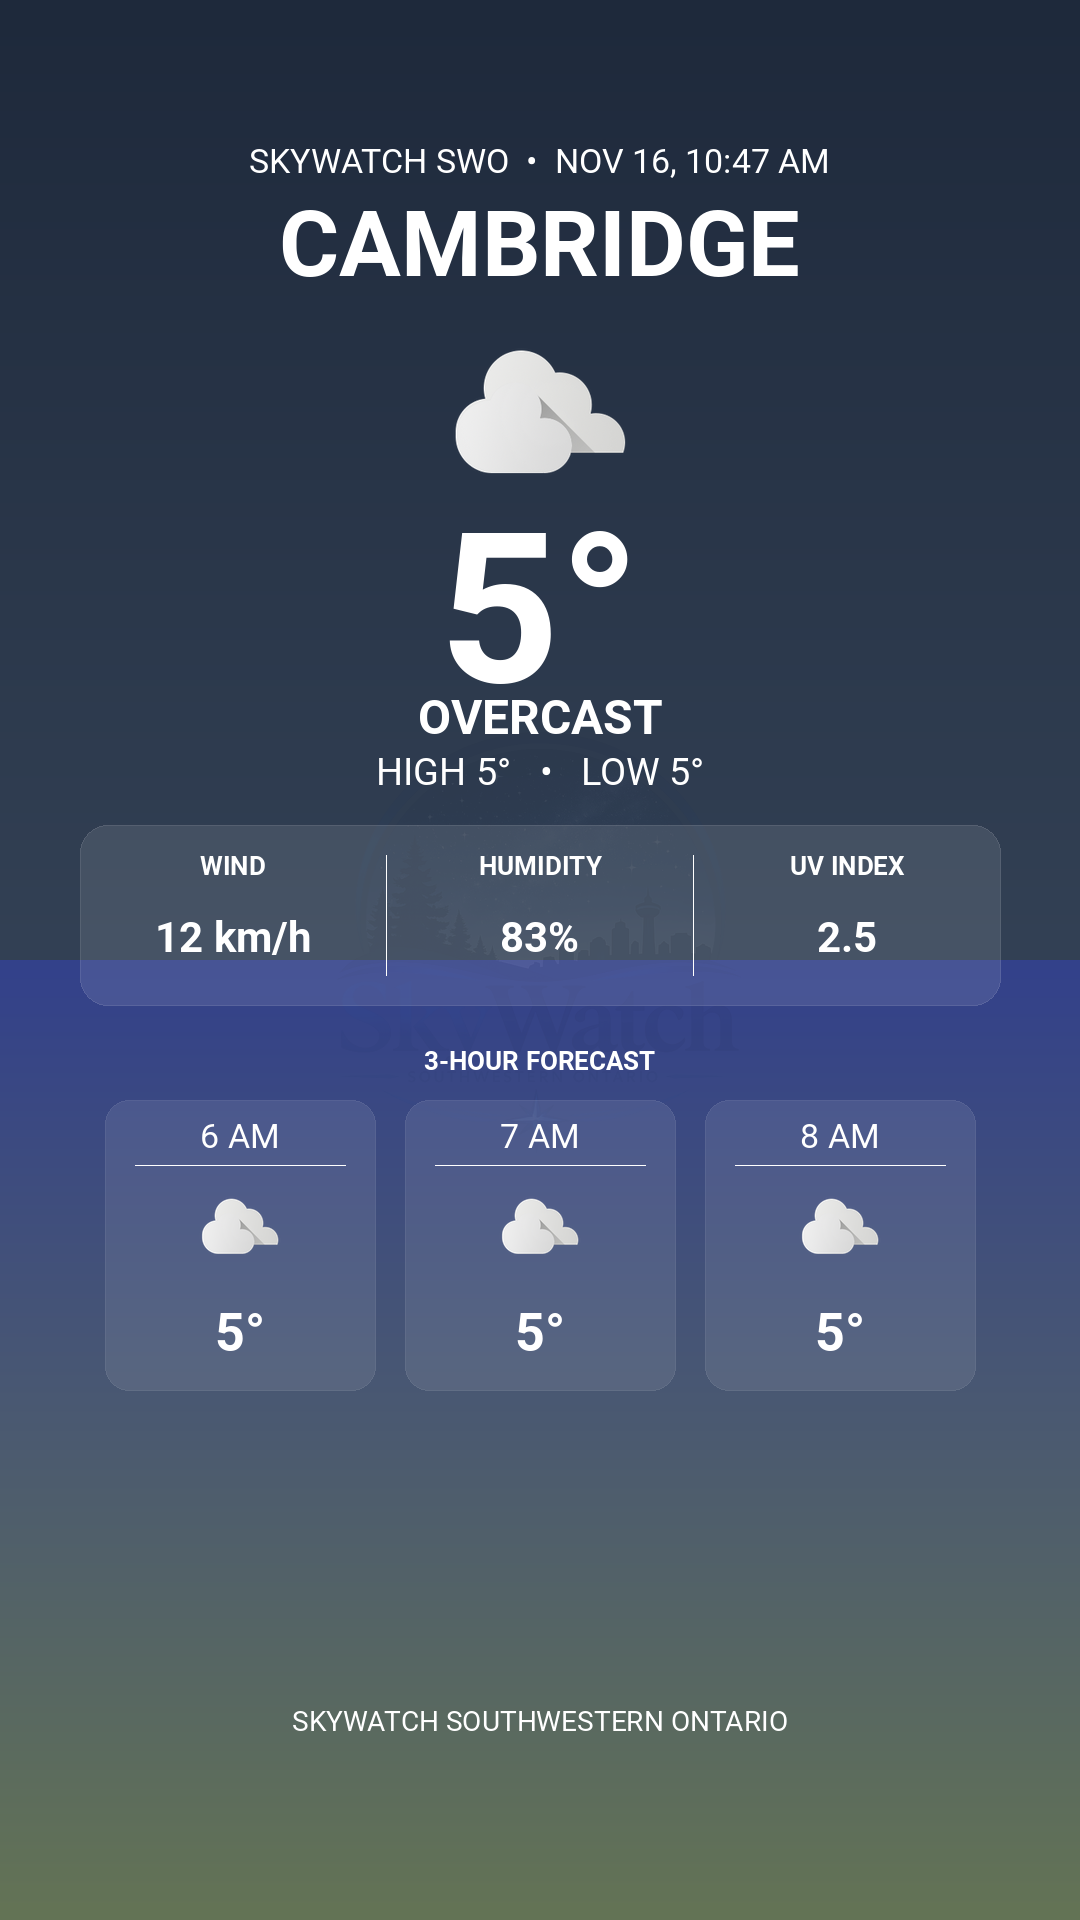 SKYWATCH SWO • NOV 16, 10:47 AM
CAMBRIDGE
5°
OVERCAST
HIGH 5° • LOW 5°
WIND HUMIDITY UV INDEX
12 km/h 83% 2.5
SkyWatch
3-HOUR FORECAST
6 AM 7 AM 8 AM
5° 5° 5°
SKYWATCH SOUTHWESTERN ONTARIO